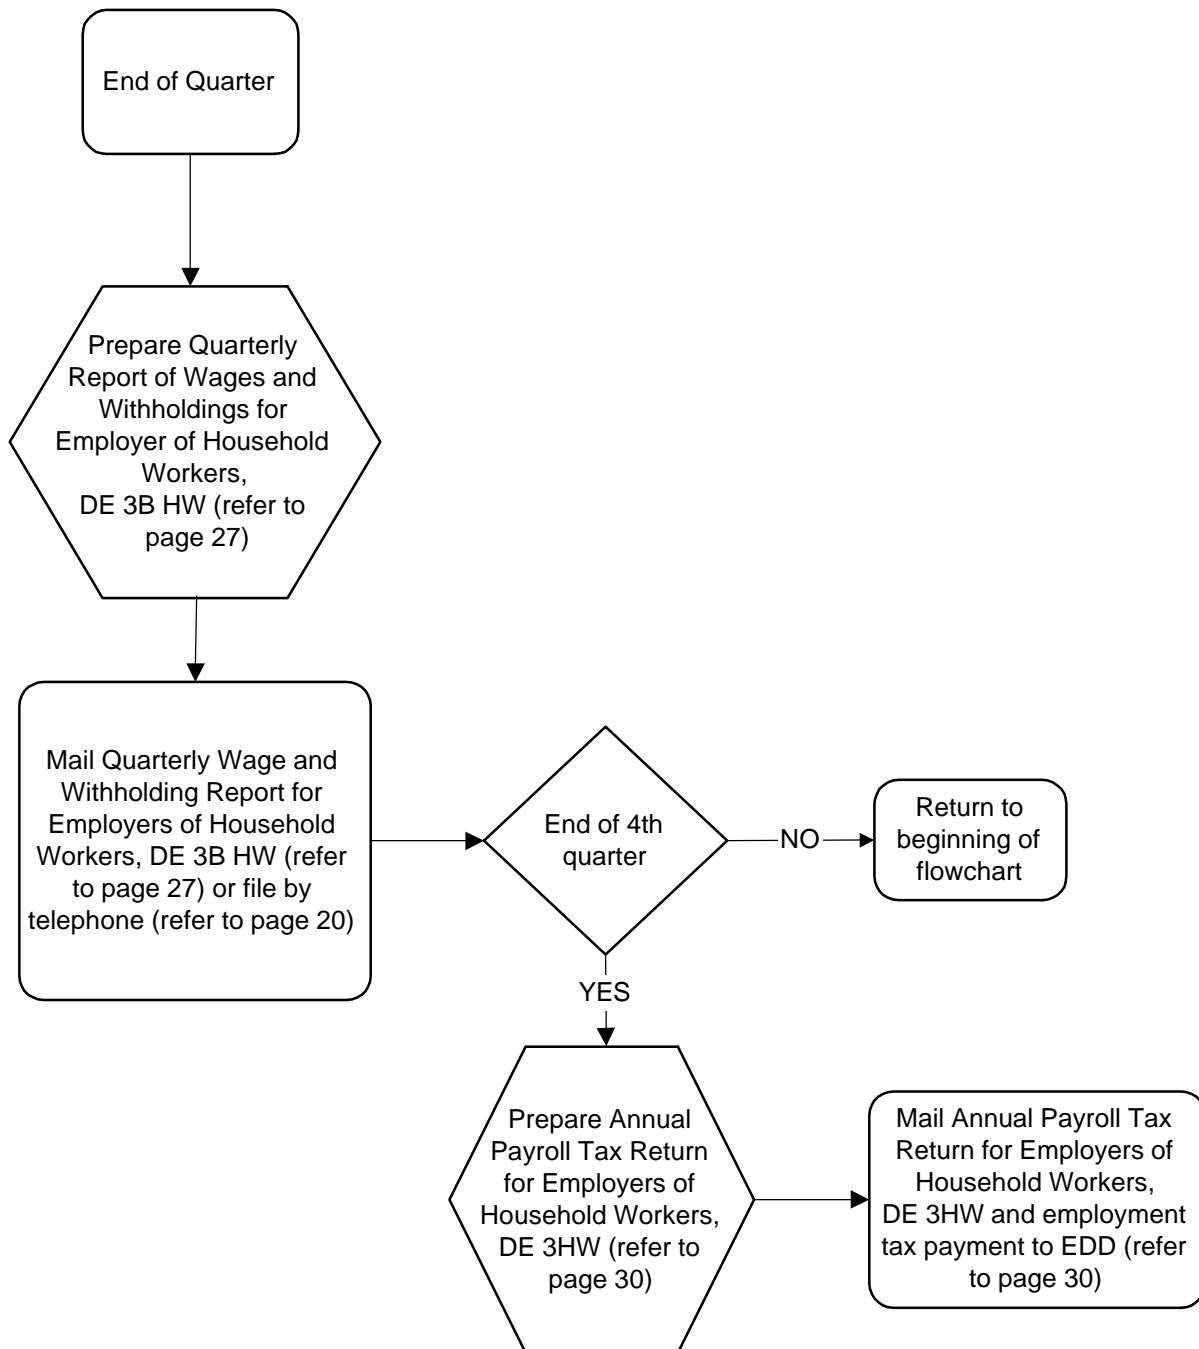 End of Quarter
Prepare Quarterly
Report of Wages and
Withholdings for
Employer of Household
Workers,
DE 3B HW (refer to
page 27)
Mail Quarterly Wage and
Withholding Report for
Employers of Household
Workers, DE 3B HW (refer
to page 27) or file by
telephone (refer to page 20)
End of 4th
quarter
NO
Return to
beginning of
flowchart
YES
Prepare Annual
Payroll Tax Return
for Employers of
Household Workers,
DE 3HW (refer to
page 30)
Mail Annual Payroll Tax
Return for Employers of
Household Workers,
DE 3HW and employment
tax payment to EDD (refer
to page 30)